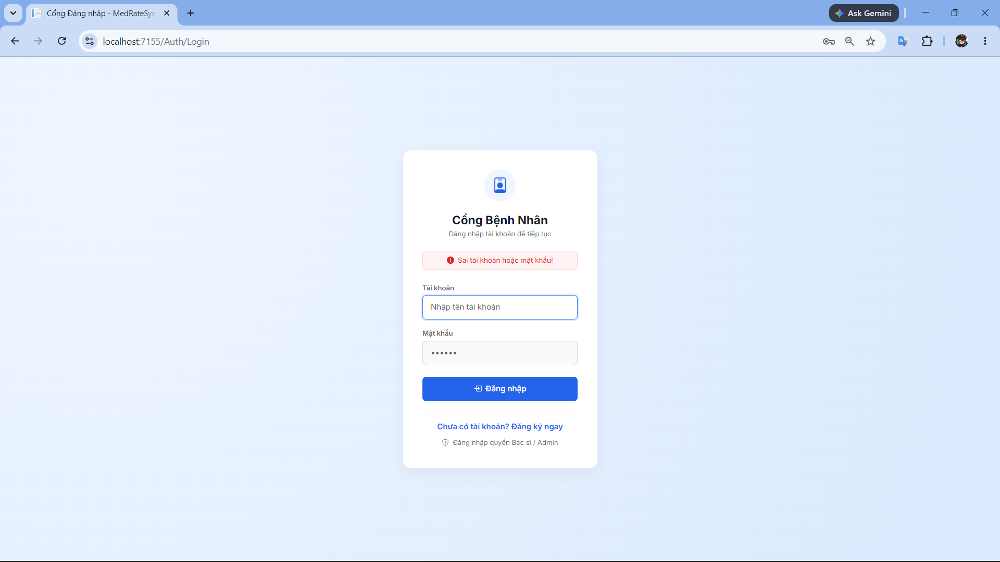 Cổng Đăng nhập - MedRateSys
Ask Gemini
localhost:7155/Auth/Login
Cổng Bệnh Nhân
Đăng nhập tài khoản để tiếp tục
Sai tài khoản hoặc mật khẩu!
Tài khoản
Nhập tên tài khoản
Mật khẩu
••••••
Đăng nhập
Chưa có tài khoản? Đăng ký ngay
Đăng nhập quyền Bác sĩ / Admin